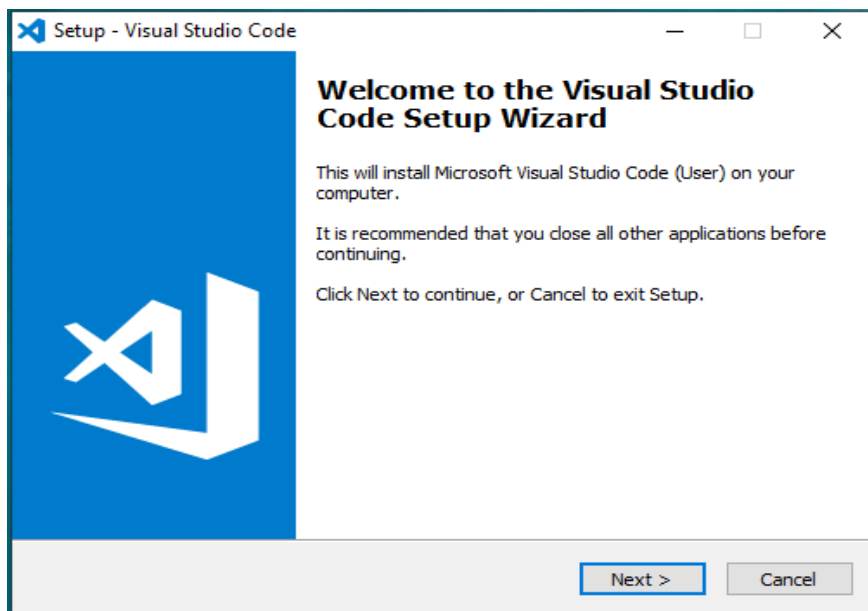 Setup - Visual Studio Code
Welcome to the Visual Studio
Code Setup Wizard
This will install Microsoft Visual Studio Code (User) on your
computer.
It is recommended that you close all other applications before
continuing.
Click Next to continue, or Cancel to exit Setup.
Next >
Cancel